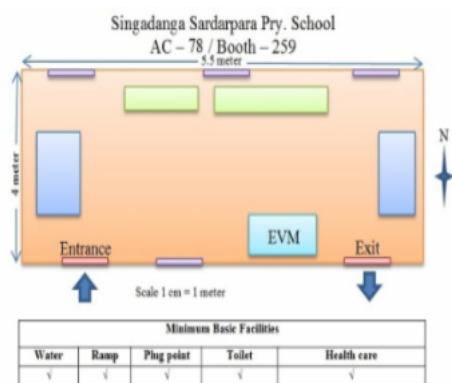 Singadanga Sardarpara Pry. School
AC – 78 / Booth – 259
5.5 meter
4 meter
N
EVM
Entrance
Exit
Scale 1 cm = 1 meter
Minimum Basic Facilities
Water Ramp Plug point Toilet Health care
√ √ √ √ √